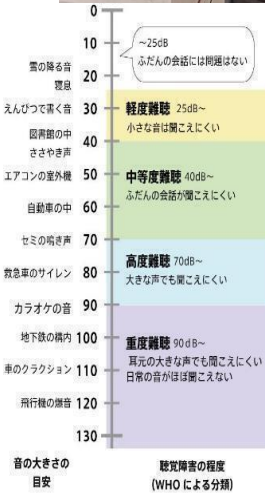 0
10
~25dB
ふだんの会話には問題はない
雪の降る音
20
寝息
えんぴつで書く音
30
軽度難聴 25dB~
小さな音は聞こえにくい
図書館の中
40
ささやき声
エアコンの室外機
50
中等度難聴 40dB~
ふだんの会話が聞こえにくい
自動車の中
60
セミの鳴き声
70
高度難聴 70dB~
大きな声でも聞こえにくい
救急車のサイレン
80
カラオケの音
90
地下鉄の構内
100
重度難聴 90dB~
耳元の大きな声でも聞こえにくい
日常の音がほぼ聞こえない
車のクラクション
110
飛行機の爆音
120
130
音の大きさの
目安
聴覚障害の程度
(WHOによる分類)